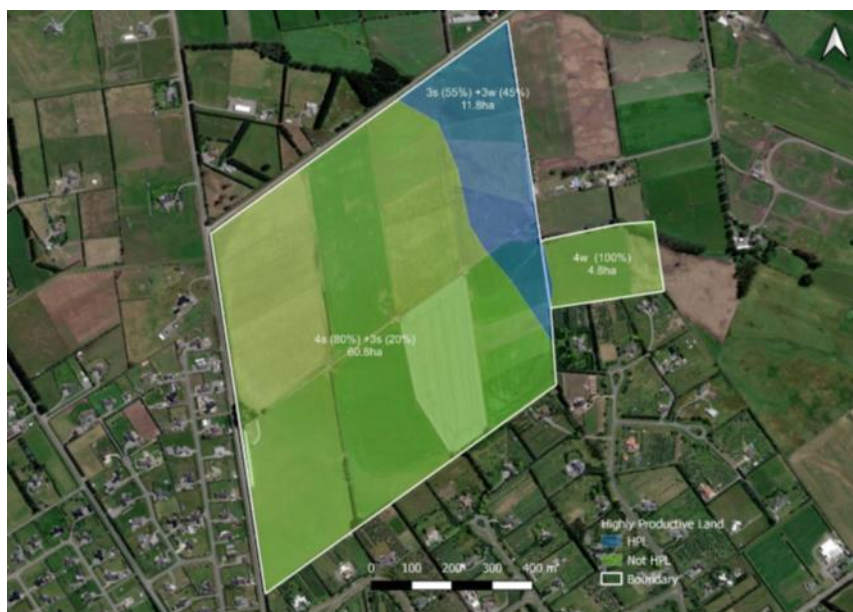 3s (55%) +3w (45%)
11.8ha
4w (100%)
4.8ha
4s (80%) +3s (20%)
60.8ha
Highly Productive Land
HPL
Not HPL
Boundary
0 100 200 300 400 m